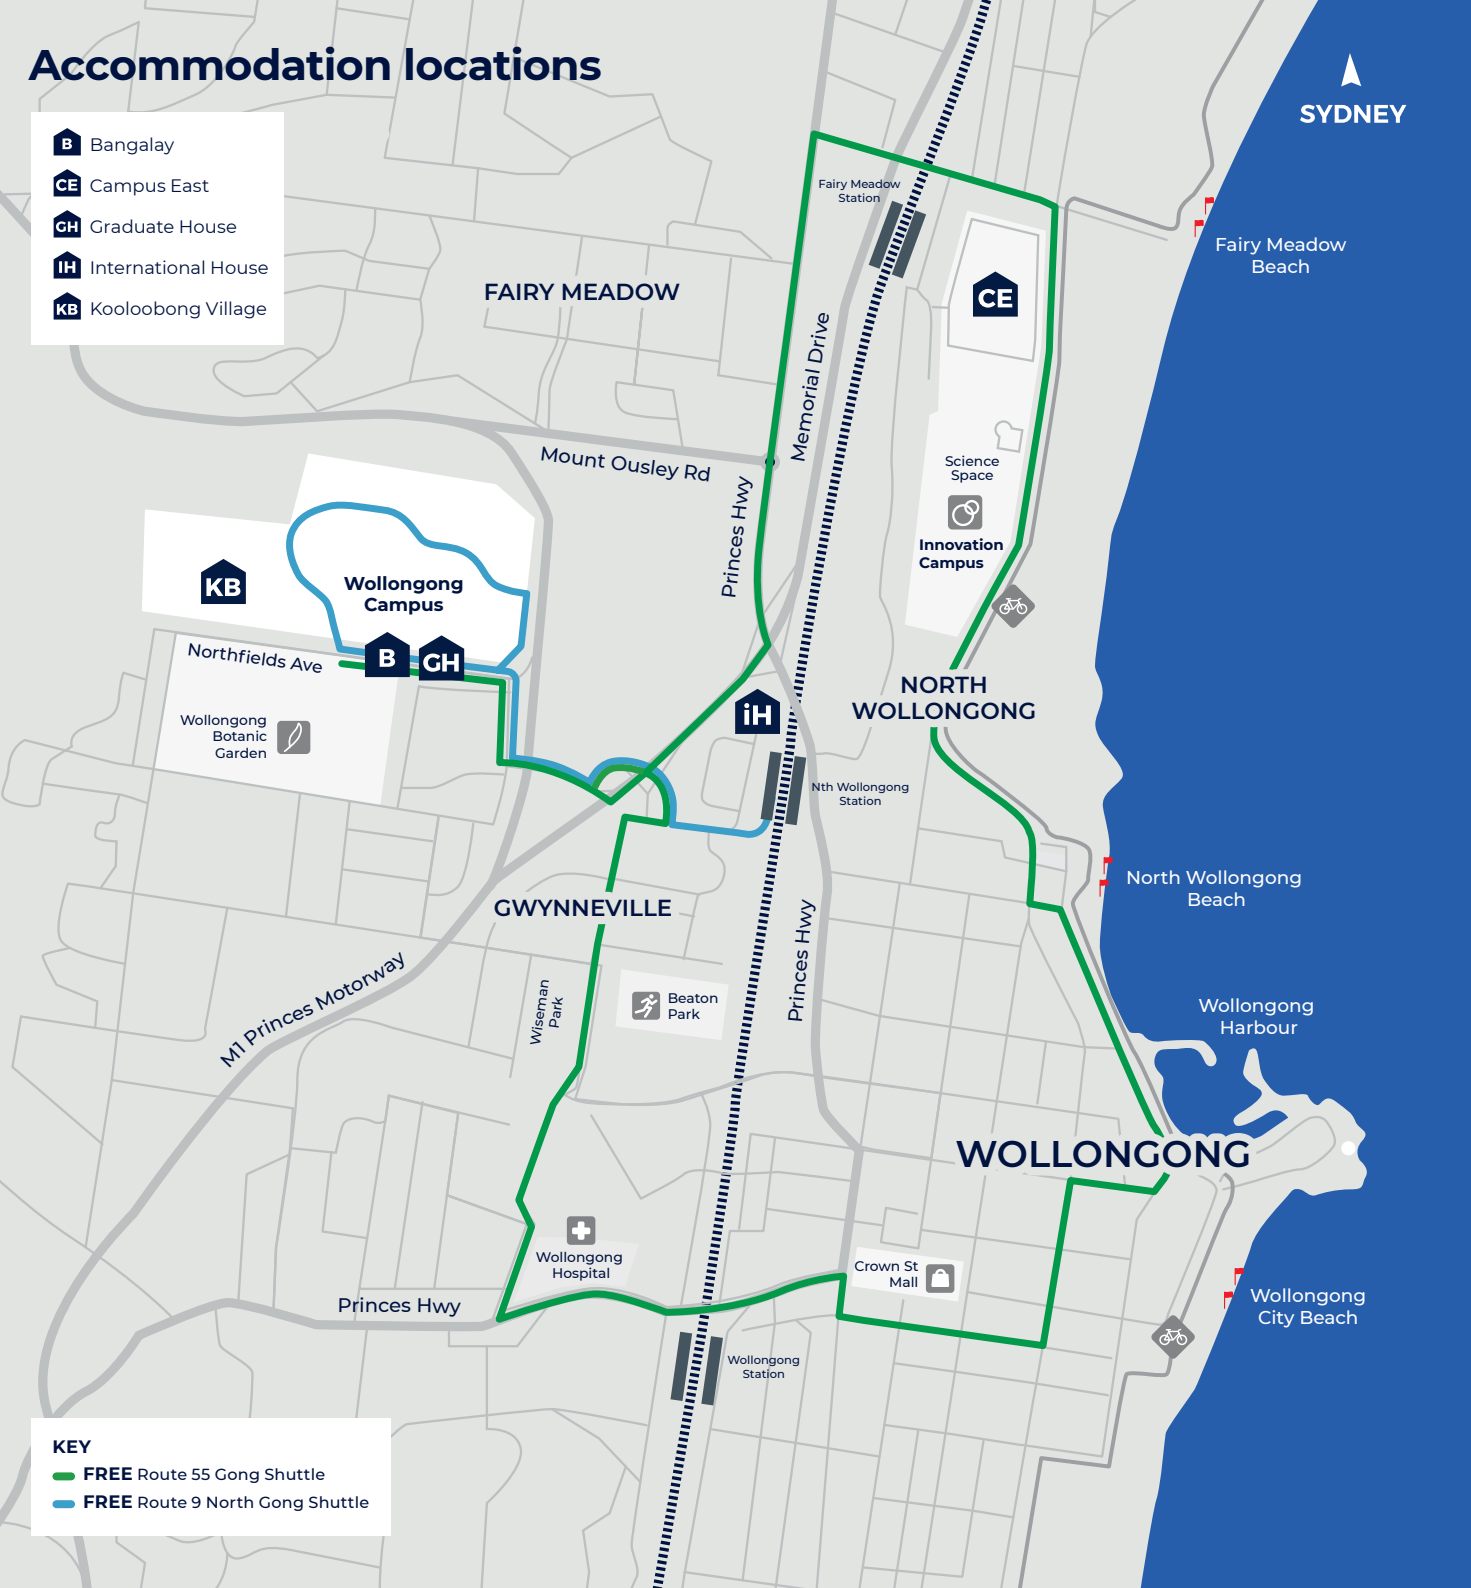 Accommodation locations
B Bangalay
CE Campus East
GH Graduate House
IH International House
KB Kooloobong Village
SYDNEY
Fairy Meadow
Station
Fairy Meadow
Beach
FAIRY MEADOW
CE
Memorial Drive
Mount Ousley Rd
Princes Hwy
Science
Space
Innovation
Campus
KB
Wollongong
Campus
Northfields Ave
B
GH
Wollongong
Botanic
Garden
iH
NORTH
WOLLONGONG
Nth Wollongong
Station
North Wollongong
Beach
GWYNNEVILLE
Princes Hwy
M1 Princes Motorway
Wiseman
Park
Beaton
Park
Wollongong
Harbour
WOLLONGONG
Wollongong
Hospital
Crown St
Mall
Princes Hwy
Wollongong
City Beach
Wollongong
Station
KEY
FREE Route 55 Gong Shuttle
FREE Route 9 North Gong Shuttle